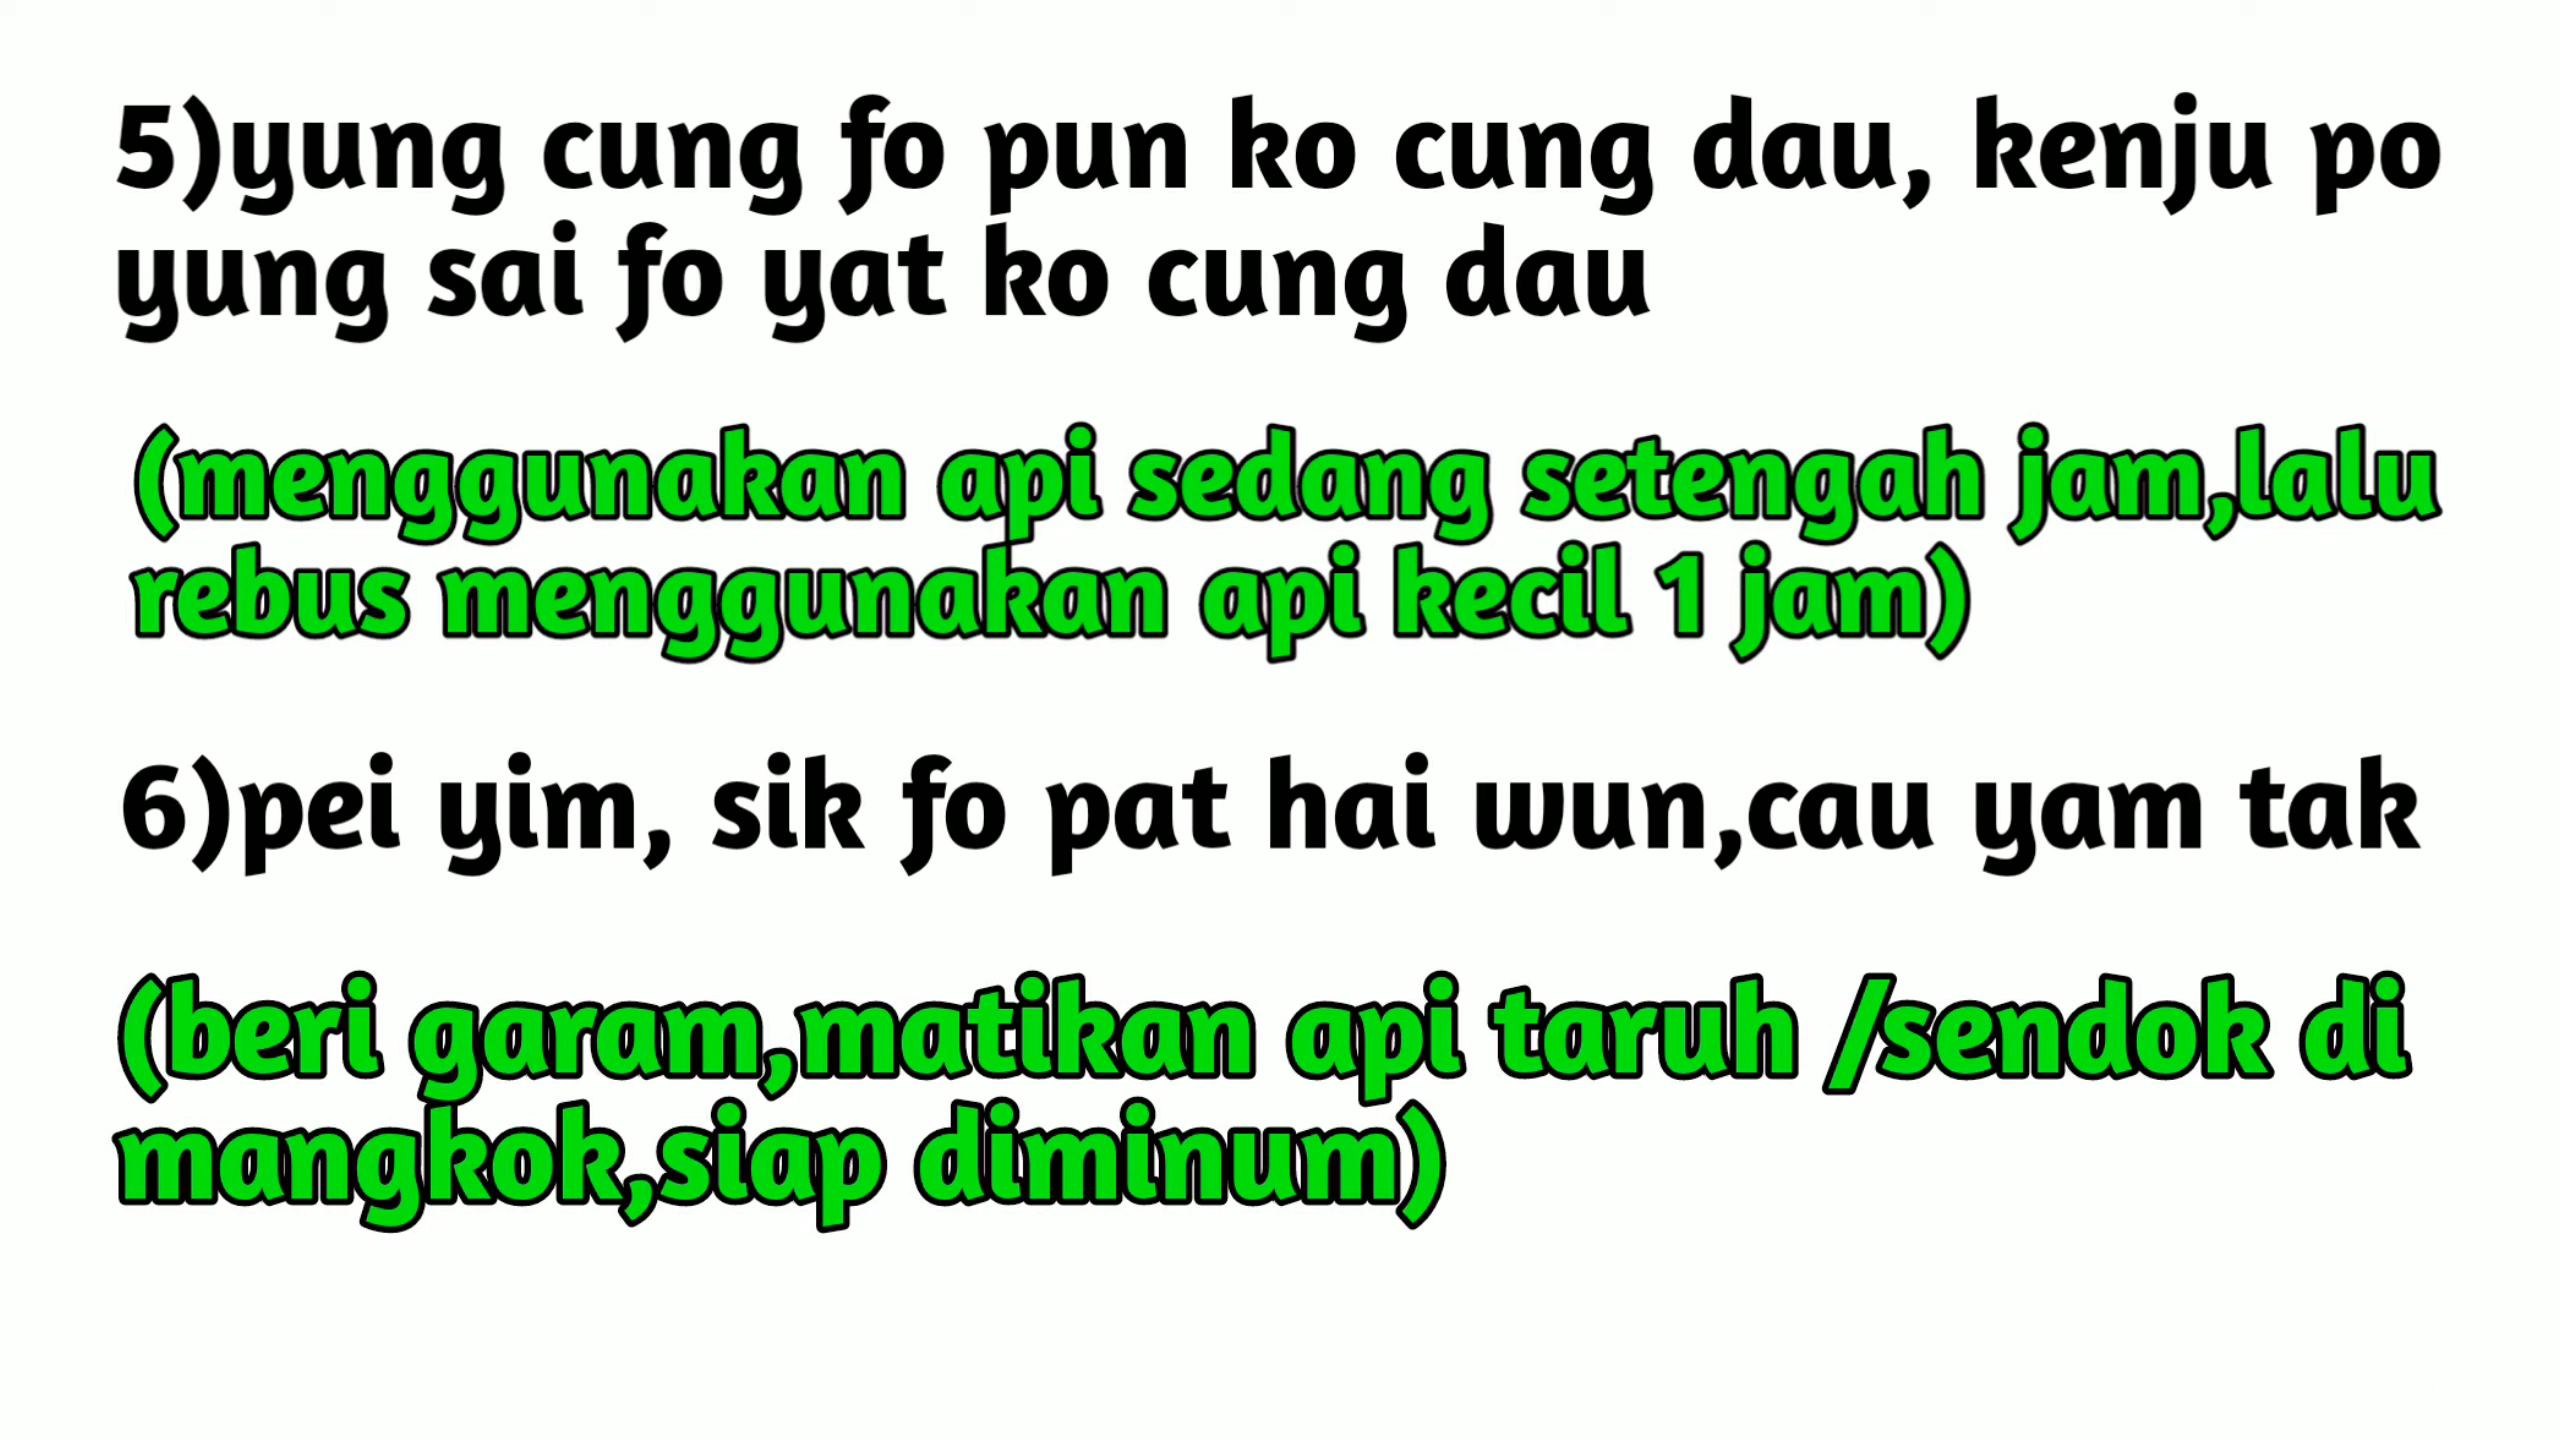 5)yung cung fo pun ko cung dau, kenju po
yung sai fo yat ko cung dau
(menggunakan api sedang setengah jam,lalu
rebus menggunakan api kecil 1 jam)
6)pei yim, sik fo pat hai wun,cau yam tak
(beri garam,matikan api taruh /sendok di
mangkok,siap diminum)